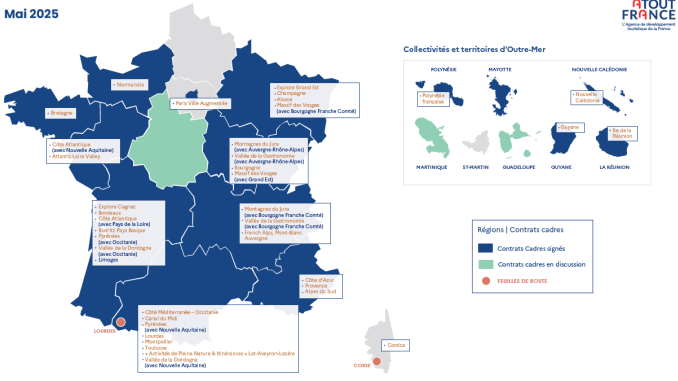 Mai 2025
ATOUT
FRANCE
L'Agence de développement
touristique de la France
Collectivités et territoires d'Outre-Mer
POLYNÉSIE
MAYOTTE
NOUVELLE CALÉDONIE
• Polynésie
française
• Nouvelle
Calédonie
• Guyane
• Ile de la
Réunion
MARTINIQUE
ST-MARTIN
GUADELOUPE
GUYANE
LA RÉUNION
• Normandie
• Paris Ville Augmentée
• Explore Grand Est
• Champagne
• Alsace
• Massif des Vosges
(avec Bourgogne Franche Comté)
• Bretagne
• Côte Atlantique
(avec Nouvelle Aquitaine)
• Atlantic Loire Valley
• Montagnes du Jura
(avec Auvergne-Rhône-Alpes)
• Vallée de la Gastronomie
(avec Auvergne-Rhône-Alpes)
• Bourgogne
• Massif des Vosges
(avec Grand Est)
• Explore Cognac
• Bordeaux
• Côte Atlantique
(avec Pays de la Loire)
• Biarritz Pays Basque
• Pyrénées
(avec Occitanie)
• Vallée de la Dordogne
(avec Occitanie)
• Limoges
• Montagnes du Jura
(avec Bourgogne Franche Comté)
• Vallée de la Gastronomie
(avec Bourgogne Franche Comté)
• French Alps, Mont-Blanc
• Auvergne
Régions | Contrats cadres
Contrats Cadres signés
Contrats Cadres en discussion
FEUILLES DE ROUTE
• Côte d'Azur
• Provence
• Alpes du Sud
LOURDES
• Côté Méditerranée – Occitanie
• Canal du Midi
• Pyrénées
(avec Nouvelle Aquitaine)
• Lourdes
• Montpellier
• Toulouse
• « Activités de Pleine Nature & Itinérances » Lot-Aveyron-Lozère
• Vallée de la Dordogne
(avec Nouvelle Aquitaine)
• Corsica
CORSE